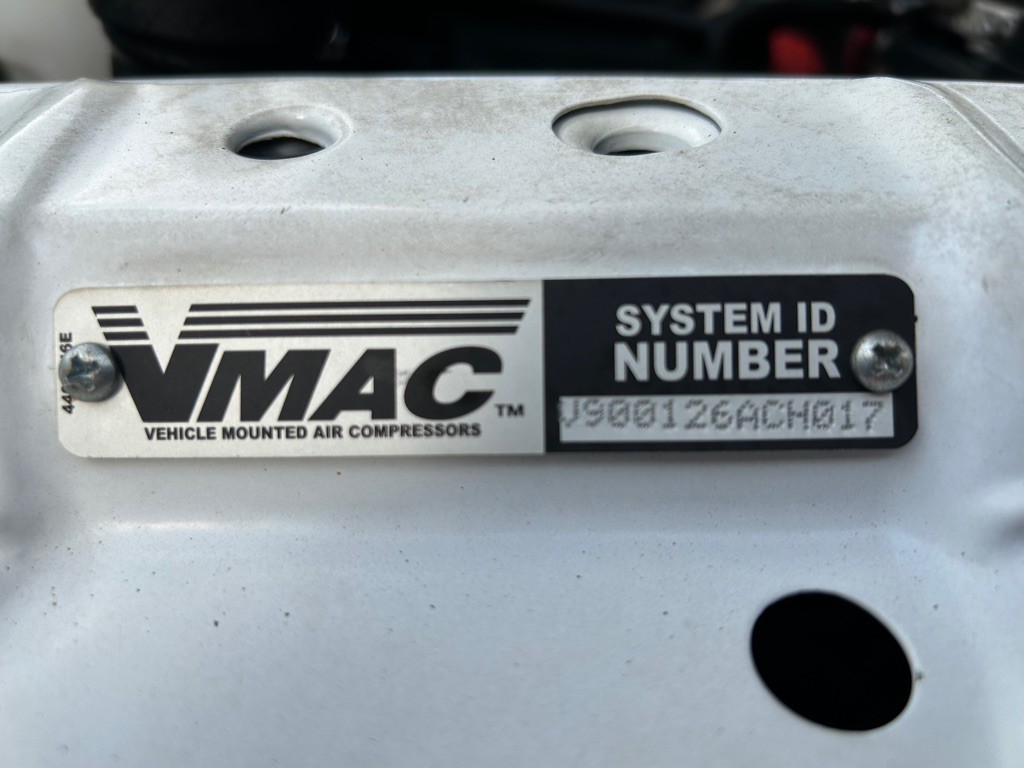 VMAC™
VEHICLE MOUNTED AIR COMPRESSORS
SYSTEM ID
NUMBER
V900126ACH017